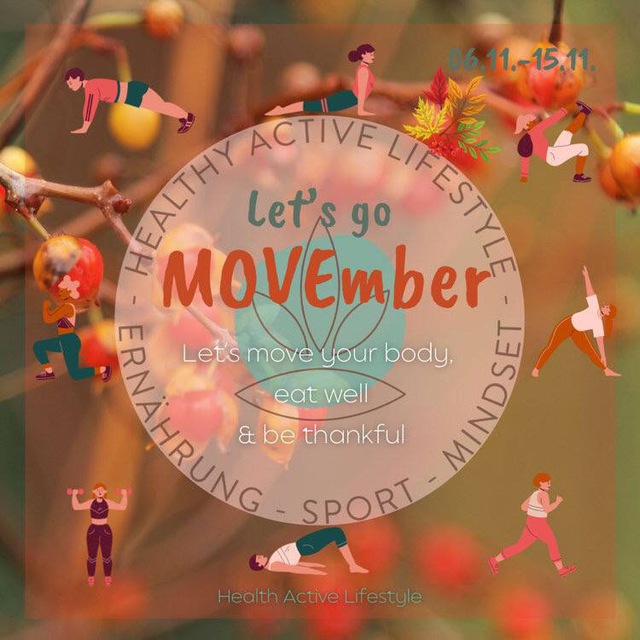 06.11.-15.11.
- HEALTHY ACTIVE LIFESTYLE -
Let's go
MOVEmber
Let's move your body,
eat well
& be thankful
ERNÄHRUNG - SPORT - MINDSET
Health Active Lifestyle